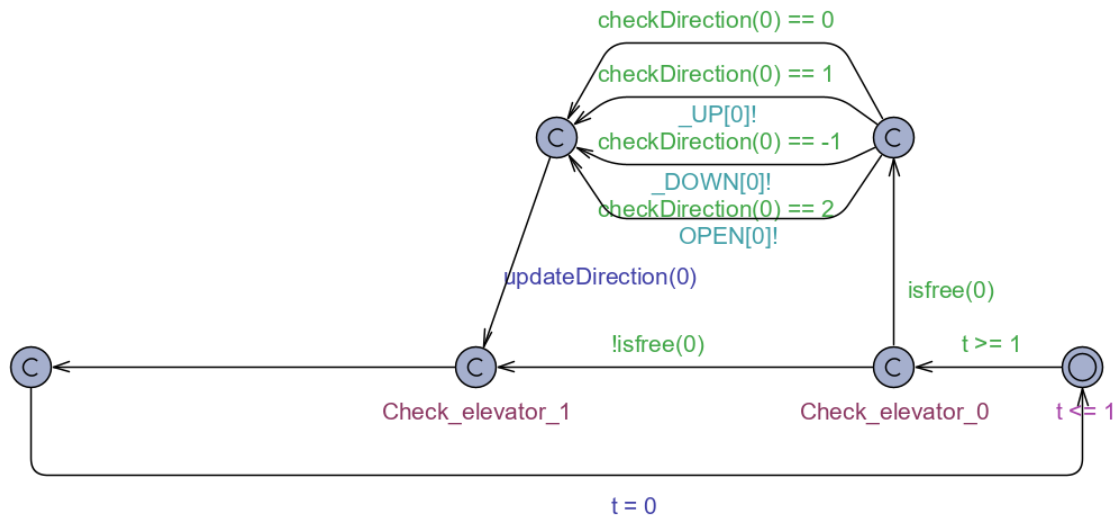 checkDirection(0) == 0
checkDirection(0) == 1
_UP[0]!
checkDirection(0) == -1
_DOWN[0]!
checkDirection(0) == 2
OPEN[0]!
C
C
updateDirection(0)
isfree(0)
!isfree(0)
t >= 1
C
C
C
Check_elevator_1
Check_elevator_0
t <= 1
t = 0